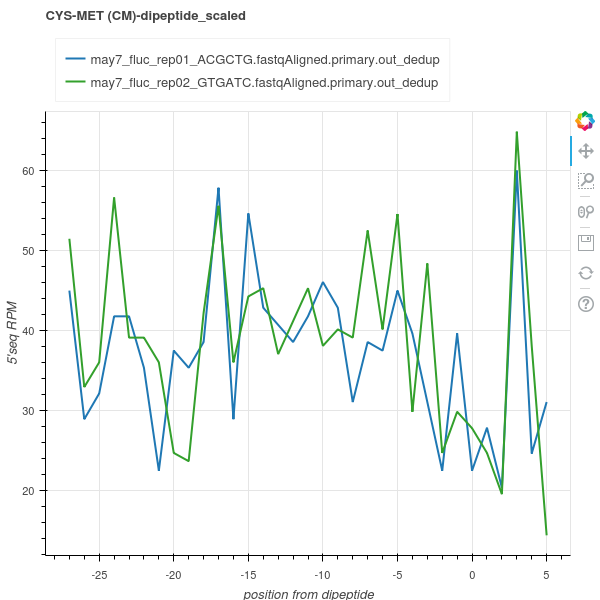 CYS-MET (CM)-dipeptide_scaled
may7_fluc_rep01_ACGCTG.fastqAligned.primary.out_dedup
may7_fluc_rep02_GTGATC.fastqAligned.primary.out_dedup
60
50
40
30
20
5'seq RPM
-25 -20 -15 -10 -5 0 5
position from dipeptide